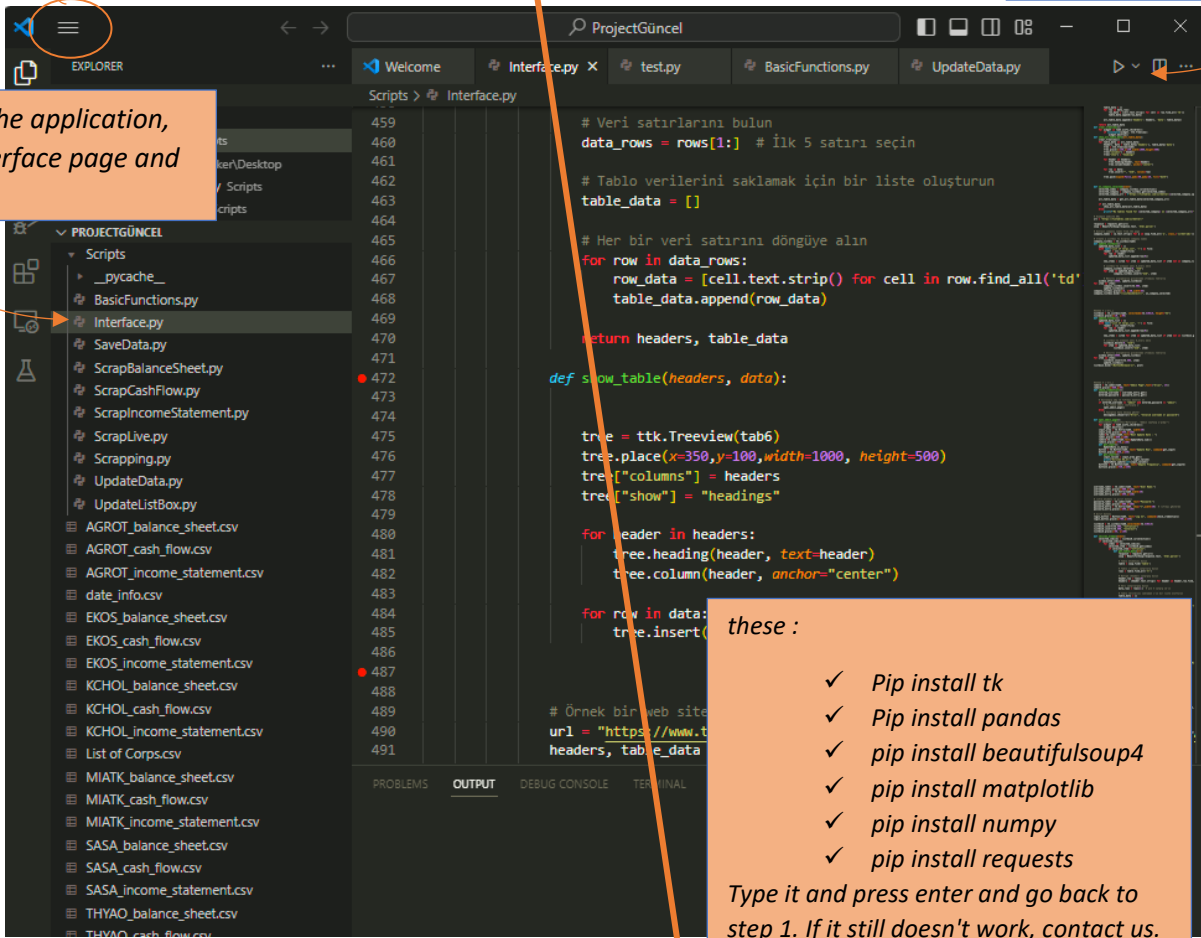 ProjectGüncel
EXPLORER
Welcome
Interface.py
test.py
BasicFunctions.py
UpdateData.py
Scripts > Interface.py
he application,
erface page and
ker\Desktop
Scripts
cripts
PROJECTGÜNCEL
Scripts
__pycache__
BasicFunctions.py
Interface.py
SaveData.py
ScrapBalanceSheet.py
ScrapCashFlow.py
ScrapIncomeStatement.py
ScrapLive.py
Scrapping.py
UpdateData.py
UpdateListBox.py
AGROT_balance_sheet.csv
AGROT_cash_flow.csv
AGROT_income_statement.csv
date_info.csv
EKOS_balance_sheet.csv
EKOS_cash_flow.csv
EKOS_income_statement.csv
KCHOL_balance_sheet.csv
KCHOL_cash_flow.csv
KCHOL_income_statement.csv
List of Corps.csv
MIATK_balance_sheet.csv
MIATK_cash_flow.csv
MIATK_income_statement.csv
SASA_balance_sheet.csv
SASA_cash_flow.csv
SASA_income_statement.csv
THYAO_balance_sheet.csv
THYAO_cash_flow.csv
459 # Veri satırlarını bulun
460 data_rows = rows[1:] # İlk 5 satırı seçin
461
462 # Tablo verilerini saklamak için bir liste oluşturun
463 table_data = []
464
465 # Her bir veri satırını döngüye alın
466 for row in data_rows:
467 row_data = [cell.text.strip() for cell in row.find_all('td'
468 table_data.append(row_data)
469
470 return headers, table_data
471
472 def show_table(headers, data):
473
474
475 tree = ttk.Treeview(tab6)
476 tree.place(x=350,y=100,width=1000, height=500)
477 tree["columns"] = headers
478 tree["show"] = "headings"
479
480 for header in headers:
481 tree.heading(header, text=header)
482 tree.column(header, anchor="center")
483
484 for row in data:
485 tree.insert(
486
487
488
489 # Örnek bir web site
490 url = "https://www.t
491 headers, table_data
PROBLEMS OUTPUT DEBUG CONSOLE TERMINAL
these :
✓ Pip install tk
✓ Pip install pandas
✓ pip install beautifulsoup4
✓ pip install matplotlib
✓ pip install numpy
✓ pip install requests
Type it and press enter and go back to
step 1. If it still doesn't work, contact us.